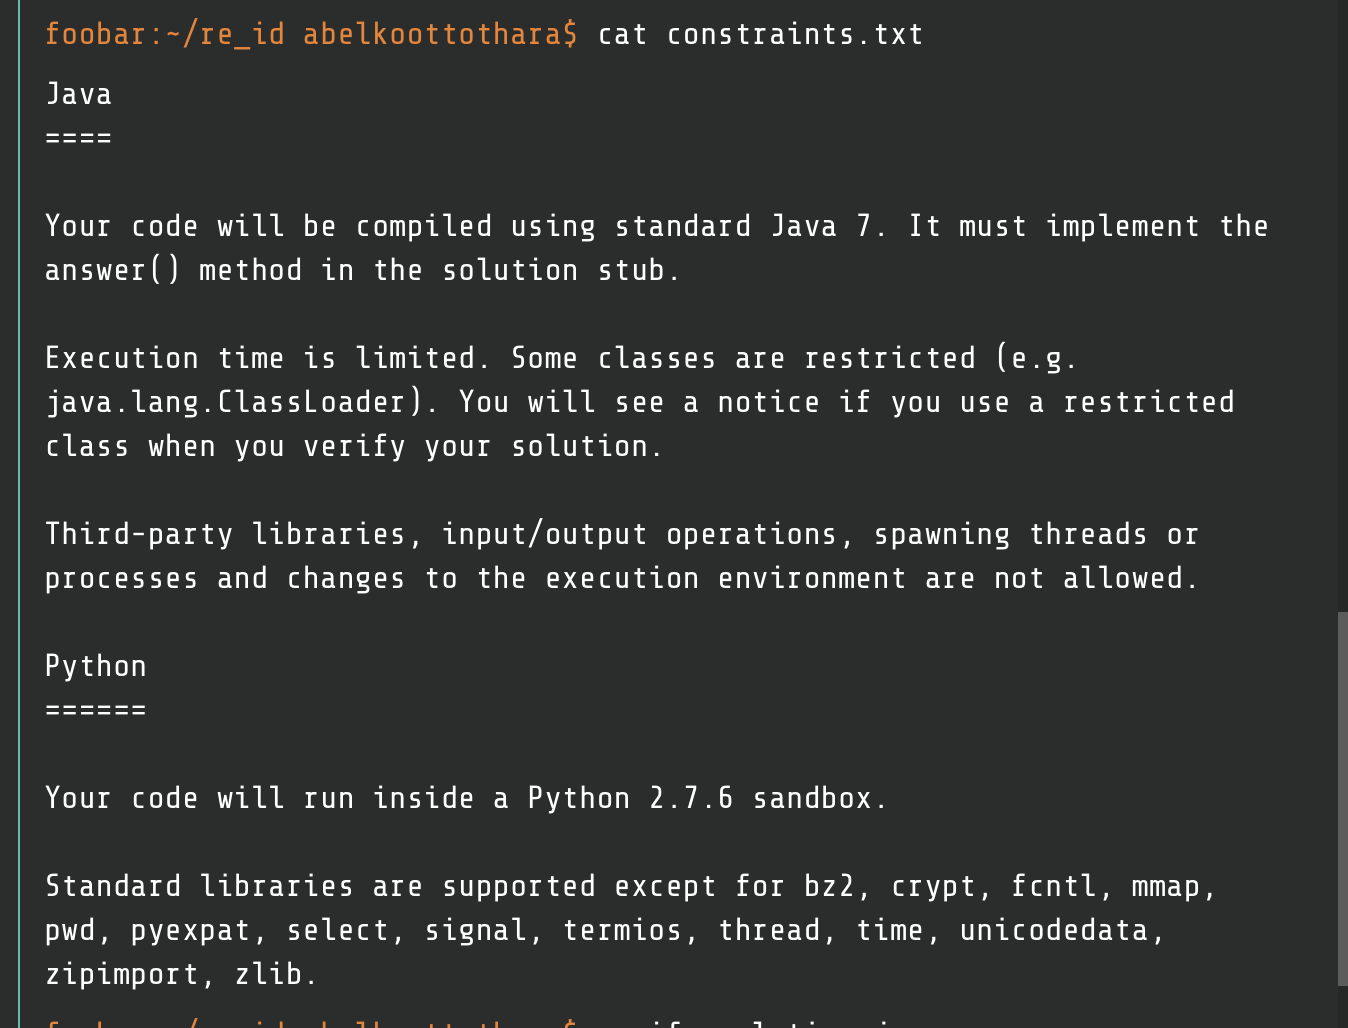 foobar:~/re_id abelkoottothara$ cat constraints.txt
Java
====
Your code will be compiled using standard Java 7. It must implement the
answer() method in the solution stub.
Execution time is limited. Some classes are restricted (e.g.
java.lang.ClassLoader). You will see a notice if you use a restricted
class when you verify your solution.
Third-party libraries, input/output operations, spawning threads or
processes and changes to the execution environment are not allowed.
Python
======
Your code will run inside a Python 2.7.6 sandbox.
Standard libraries are supported except for bz2, crypt, fcntl, mmap,
pwd, pyexpat, select, signal, termios, thread, time, unicodedata,
zipimport, zlib.